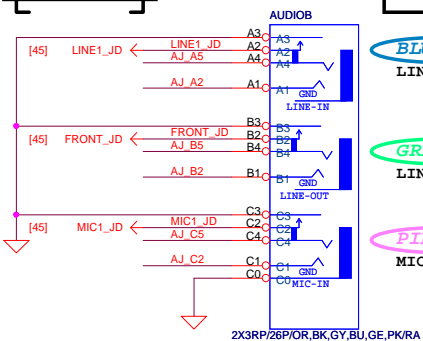 AUDIOB
A3 A3
[45] LINE1_JD LINE1_JD A2 A2
AJ_A5 A4 A4
AJ_A2 A1 A1
GND
LINE-IN
B3 B3
[45] FRONT_JD FRONT_JD B2 B2
AJ_B5 B4 B4
AJ_B2 B1 B1
GND
LINE-OUT
C3 C3
[45] MIC1_JD MIC1_JD C2 C2
AJ_C5 C4 C4
AJ_C2 C1 C1
GND
C0 C0
MIC-IN
2X3RP/26P/OR,BK,GY,BU,GE,PK/RA
BLU
LIN
GR
LIN
PI
MIC